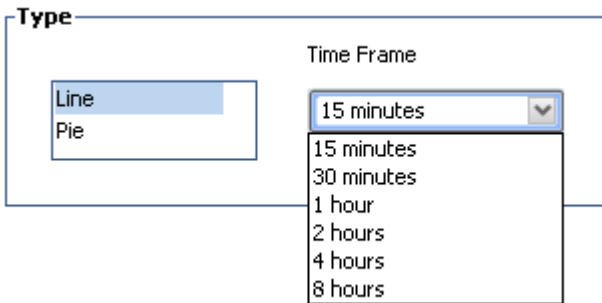 Type
Time Frame
Line
Pie
15 minutes
15 minutes
30 minutes
1 hour
2 hours
4 hours
8 hours